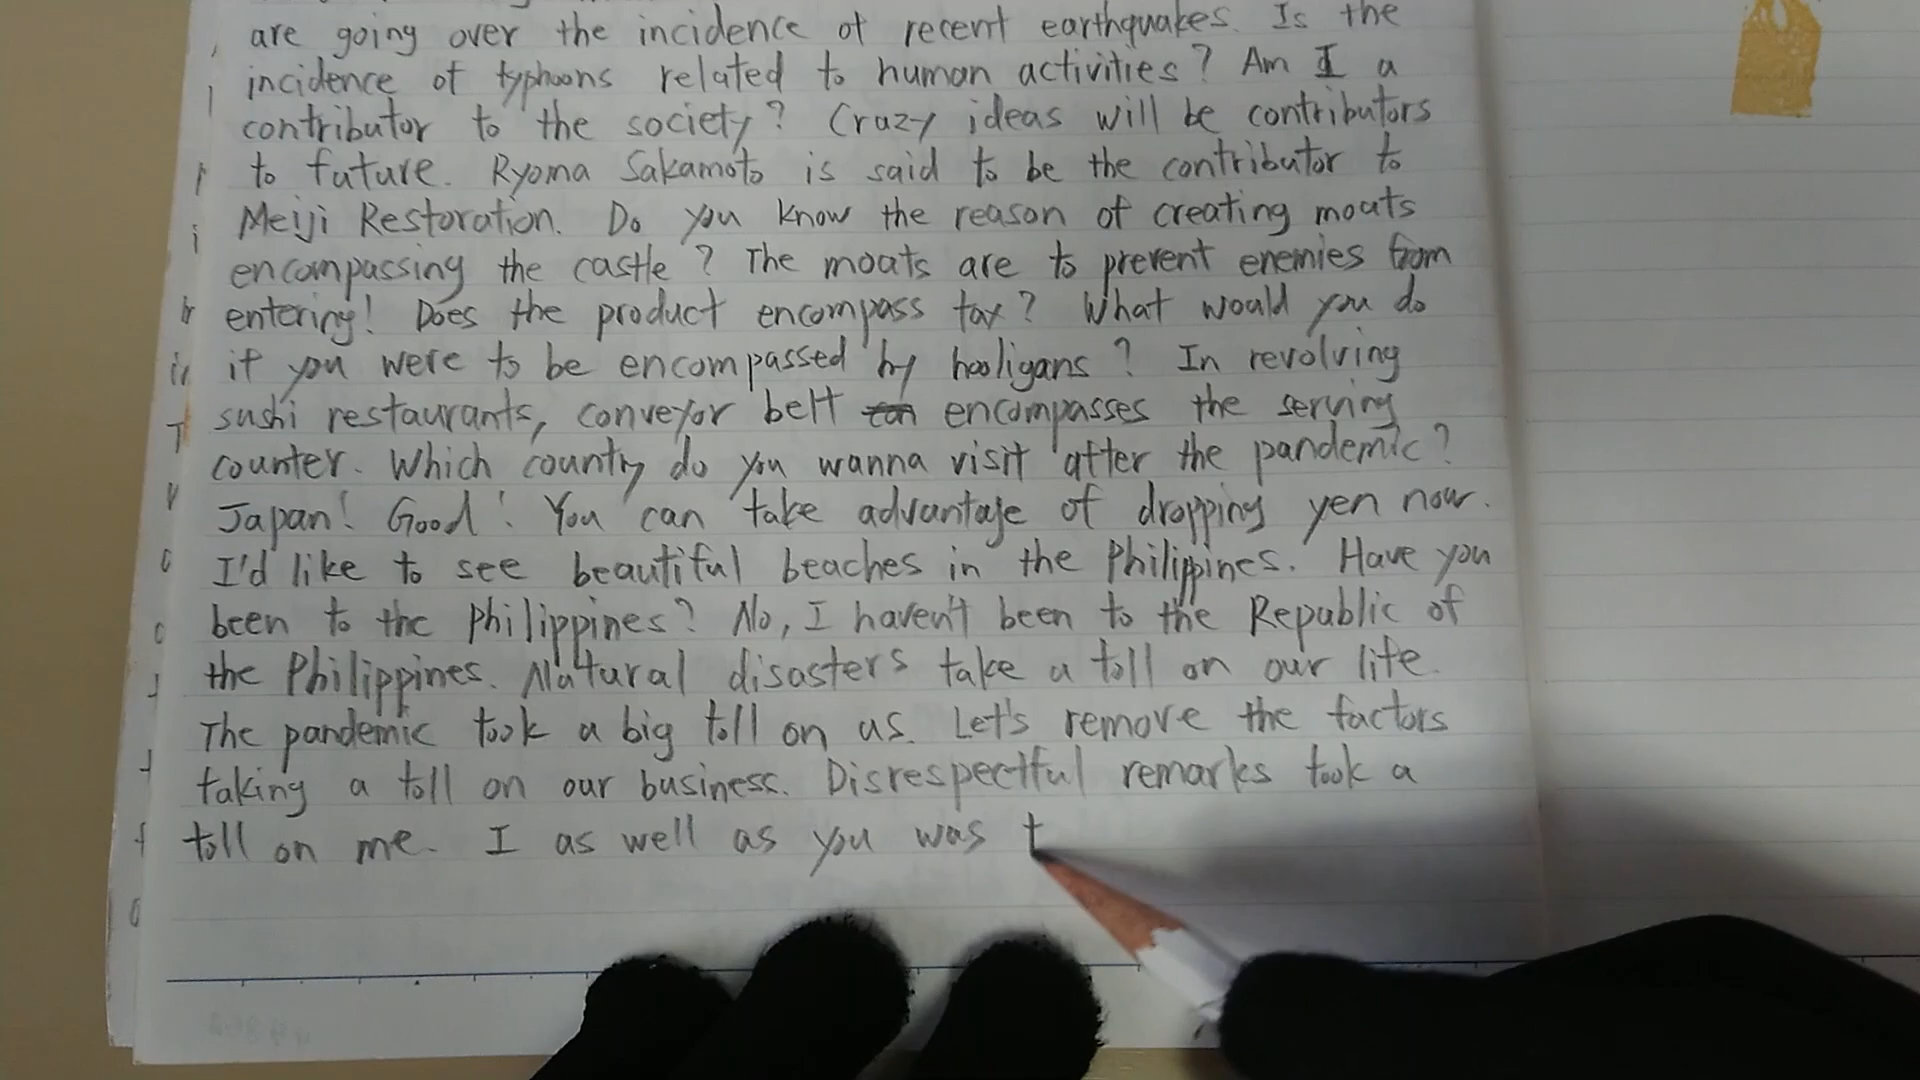 are going over the incidence of recent earthquakes. Is the
incidence of typhoons related to human activities? Am I a
contributor to the society? Crazy ideas will be contributors
to future. Ryoma Sakamoto is said to be the contributor to
Meiji Restoration. Do you know the reason of creating moats
encompassing the castle? The moats are to prevent enemies from
entering! Does the product encompass tax? What would you do
if you were to be encompassed by hooligans? In revolving
sushi restaurants, conveyor belt encompasses the serving
counter. Which county do you wanna visit after the pandemic?
Japan! Good! You can take advantage of dropping yen now.
I'd like to see beautiful beaches in the Philippines. Have you
been to the Philippines? No, I haven't been to the Republic of
the Philippines. Natural disasters take a toll on our life.
The pandemic took a big toll on us. Let's remove the factors
taking a toll on our business. Disrespectful remarks took a
toll on me. I as well as you was t